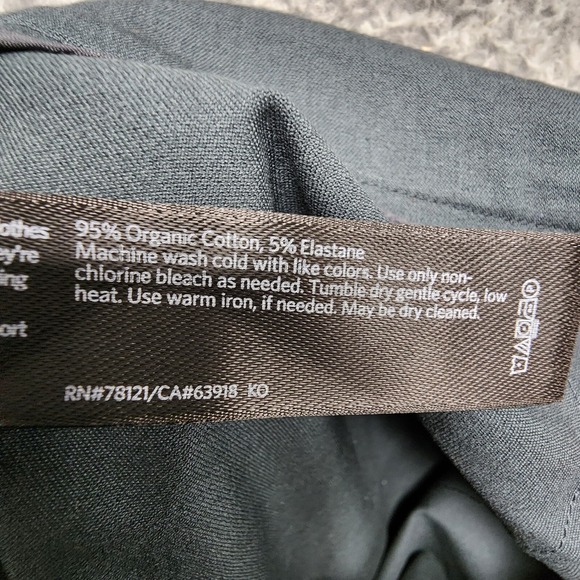 95% Organic Cotton, 5% Elastane
Machine wash cold with like colors. Use only non-
chlorine bleach as needed. Tumble dry gentle cycle, low
heat. Use warm iron, if needed. May be dry cleaned.
RN#78121/CA#63918 KO